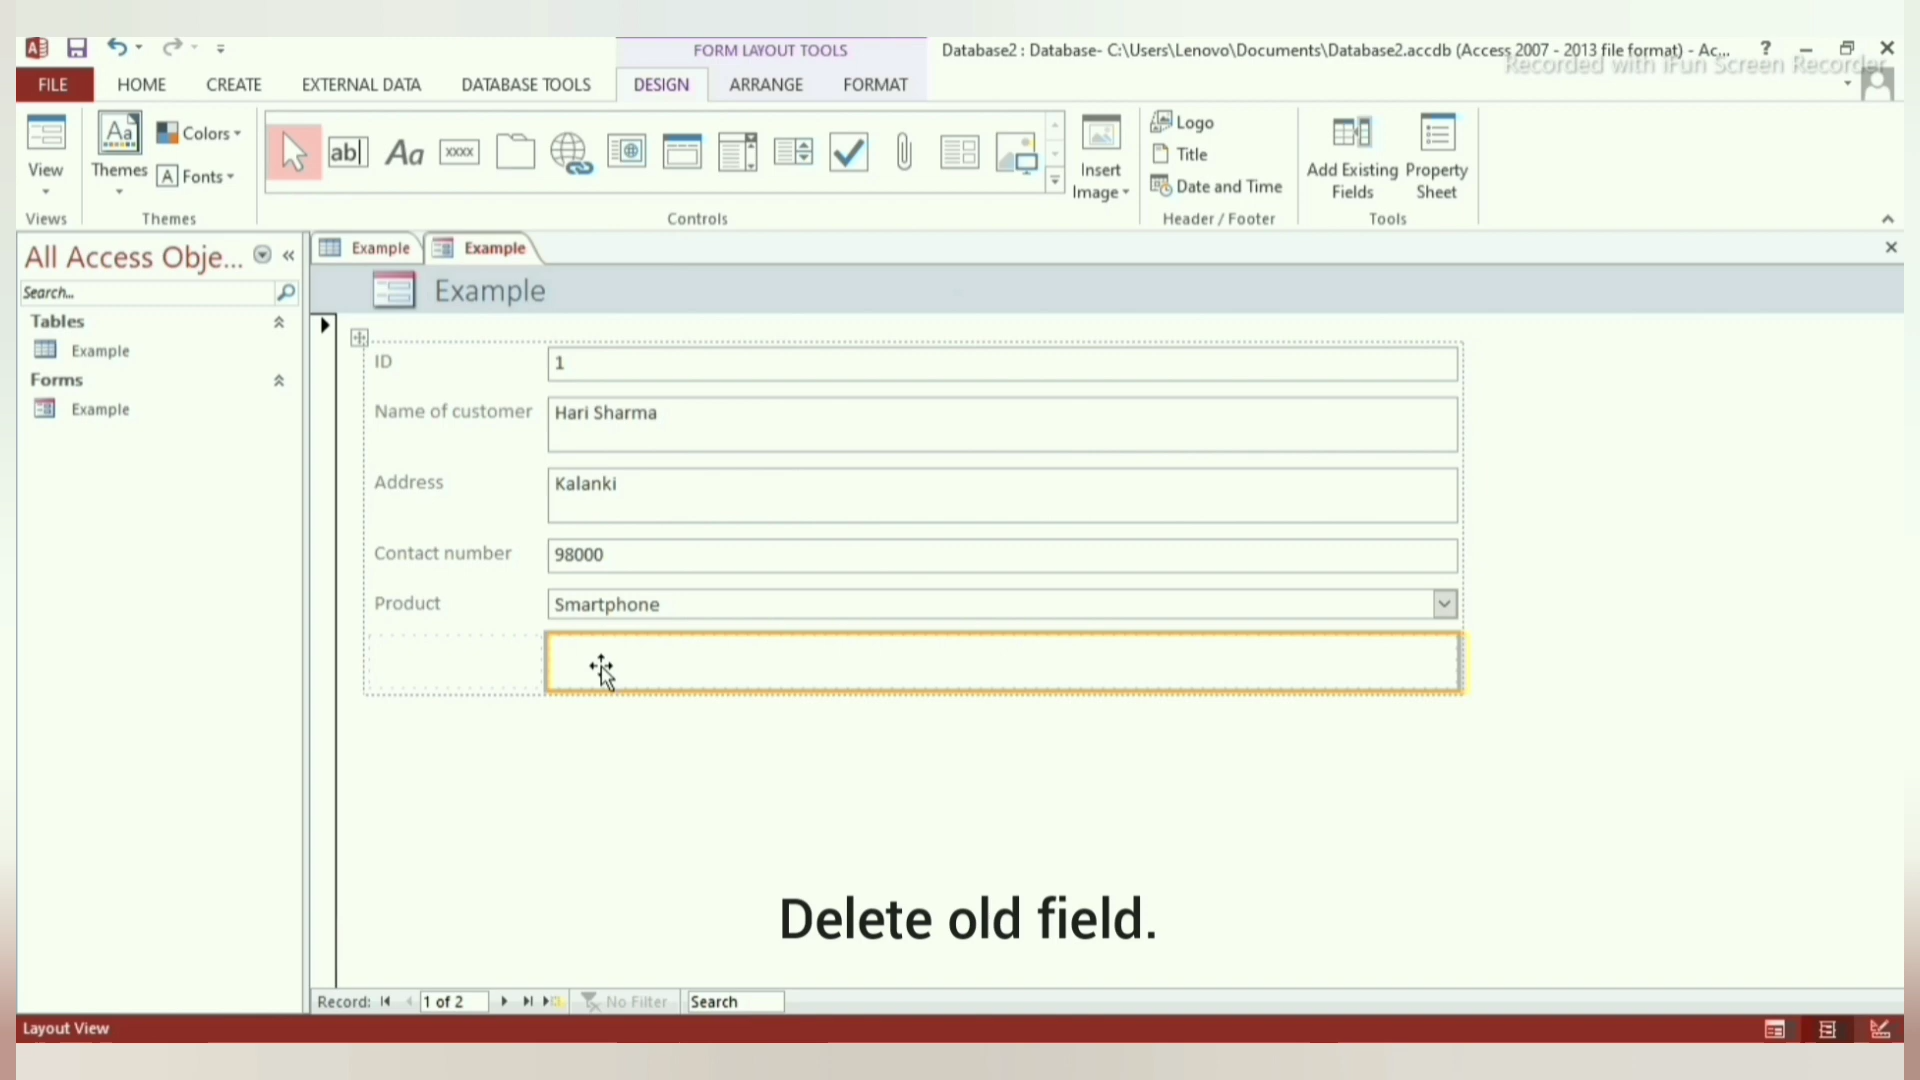 FORM LAYOUT TOOLS
Database2 : Database- C:\Users\Lenovo\Documents\Database2.accdb (Access 2007 - 2013 file format) - Ac... ?
Recorded with iFun Screen Recorder
FILE HOME CREATE EXTERNAL DATA DATABASE TOOLS DESIGN ARRANGE FORMAT
View
Views
Themes
Aa
Colors
A Fonts
Themes
ab| Aa xxxx
Controls
Insert
Image
Logo
Title
Date and Time
Header / Footer
Add Existing
Fields
Property
Sheet
Tools
All Access Obje... «
Search...
Tables
Example
Forms
Example
Example
Example
Example
ID 1
Name of customer Hari Sharma
Address Kalanki
Contact number 98000
Product Smartphone
Delete old field.
Record: 1 of 2 No Filter Search
Layout View